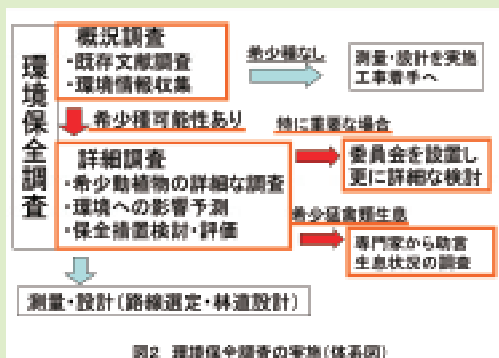 環境保全調査
概況調査
・既存文献調査
・環境情報収集
希少種なし
測量・設計を実施
工事着手へ
希少種可能性あり
特に重要な場合
詳細調査
・希少動植物の詳細な調査
・環境への影響予測
・保全措置検討・評価
委員会を設置し
更に詳細な検討
希少猛禽類生息
専門家から助言
生息状況の調査
測量・設計(路線選定・林道設計)
図2 環境保全調査の実施(体系図)